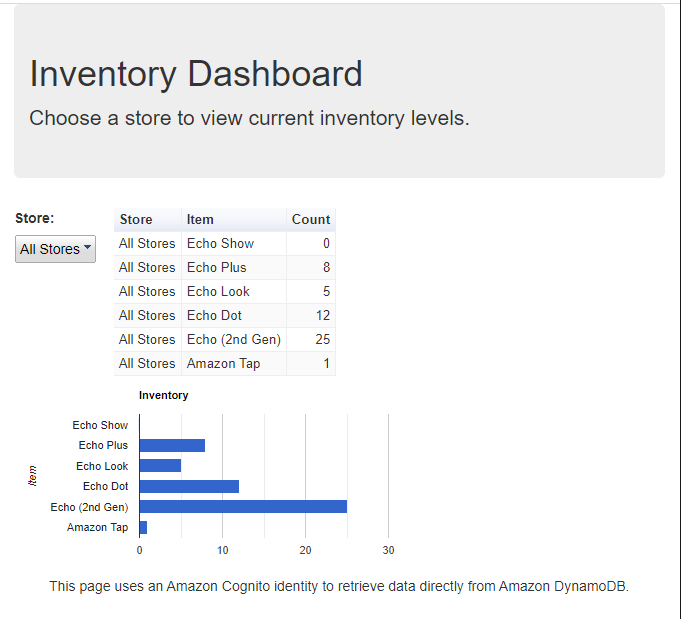 Inventory Dashboard
Choose a store to view current inventory levels.
Store:
All Stores
Store Item Count
All Stores Echo Show 0
All Stores Echo Plus 8
All Stores Echo Look 5
All Stores Echo Dot 12
All Stores Echo (2nd Gen) 25
All Stores Amazon Tap 1
Inventory
Item
Echo Show
Echo Plus
Echo Look
Echo Dot
Echo (2nd Gen)
Amazon Tap
0 10 20 30
This page uses an Amazon Cognito identity to retrieve data directly from Amazon DynamoDB.